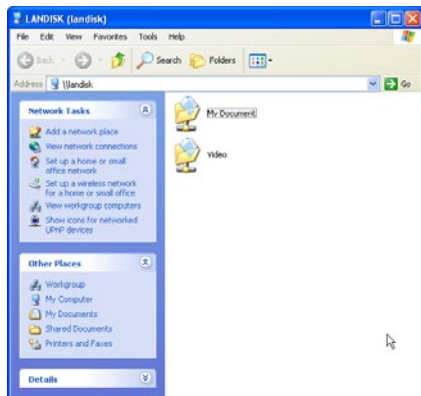 LANDISK (landisk)
File Edit View Favorites Tools Help
Back Search Folders
Address \\landisk Go
Network Tasks
Add a network place
View network connections
Set up a home or small
office network
Set up a wireless network
for a home or small office
View workgroup computers
Show icons for networked
UPnP devices
Other Places
Workgroup
My Computer
My Documents
Shared Documents
Printers and Faxes
Details
My Document
Video